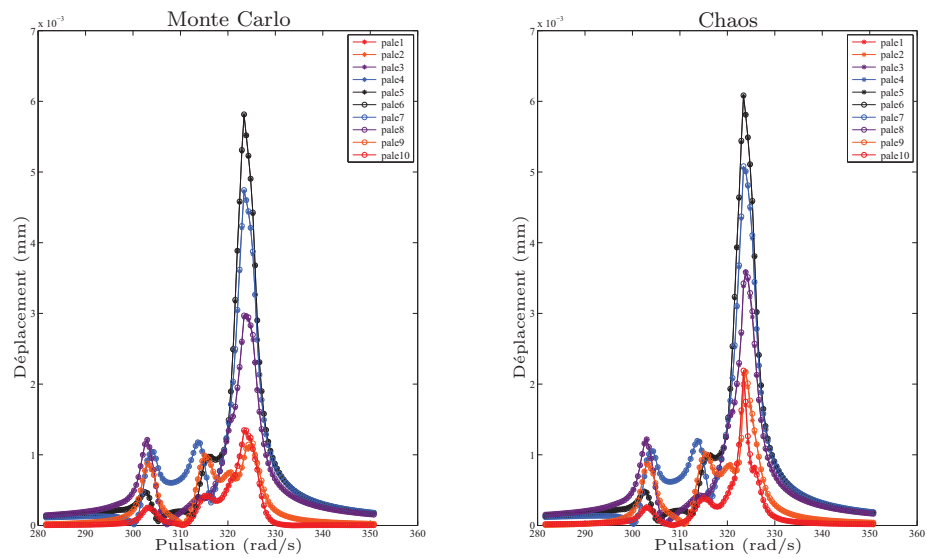 Monte Carlo
7 x 10⁻³
6
5
4
3
2
1
0
280
290
300
310
320
330
340
350
360
Déplacement (mm)
Pulsation (rad/s)
pale1
pale2
pale3
pale4
pale5
pale6
pale7
pale8
pale9
pale10
Chaos
7 x 10⁻³
6
5
4
3
2
1
0
280
290
300
310
320
330
340
350
360
Déplacement (mm)
Pulsation (rad/s)
pale1
pale2
pale3
pale4
pale5
pale6
pale7
pale8
pale9
pale10